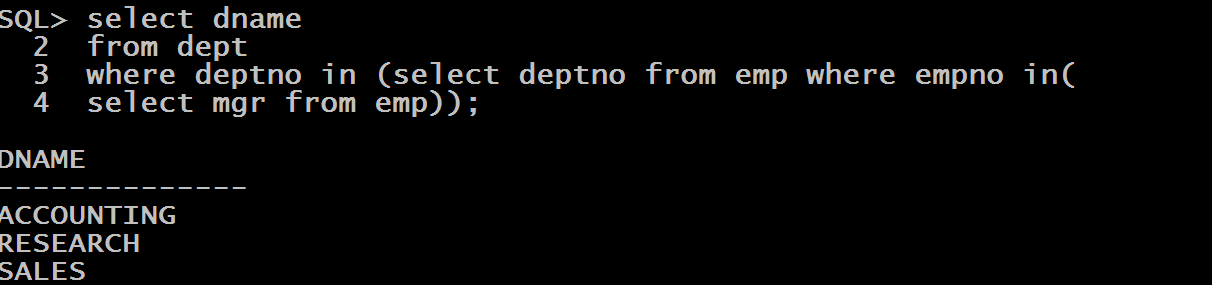 SQL> select dname
  2  from dept
  3  where deptno in (select deptno from emp where empno in(
  4  select mgr from emp));

DNAME
--------------
ACCOUNTING
RESEARCH
SALES